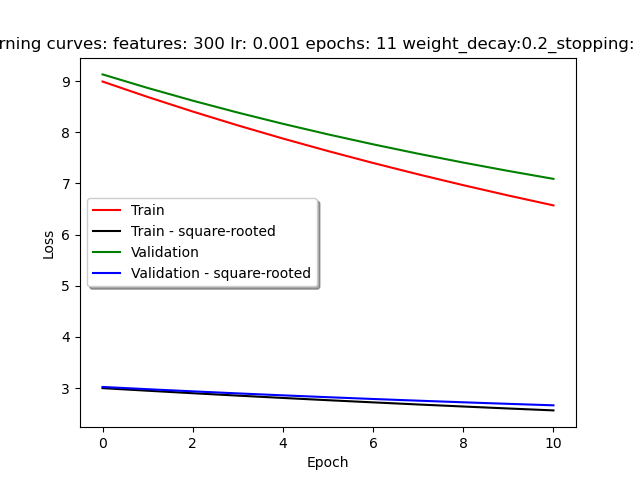 rning curves: features: 300 lr: 0.001 epochs: 11 weight_decay:0.2_stopping:
9
8
7
6
5
4
3
Loss
Train
Train - square-rooted
Validation
Validation - square-rooted
0 2 4 6 8 10
Epoch